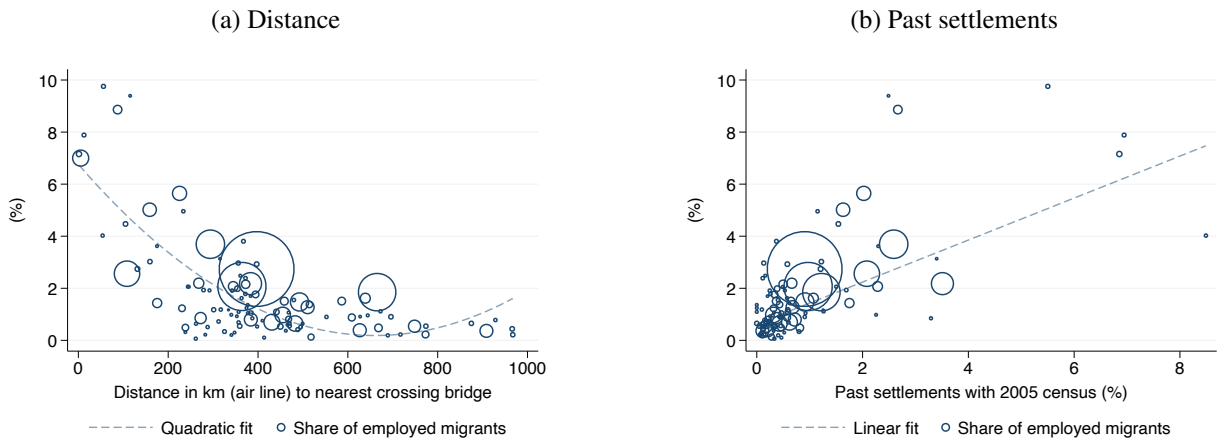 (a) Distance
10
8
6
4
2
0
(%)
0 200 400 600 800 1000
Distance in km (air line) to nearest crossing bridge
Quadratic fit Share of employed migrants
(b) Past settlements
10
8
6
4
2
0
(%)
0 2 4 6 8
Past settlements with 2005 census (%)
Linear fit Share of employed migrants